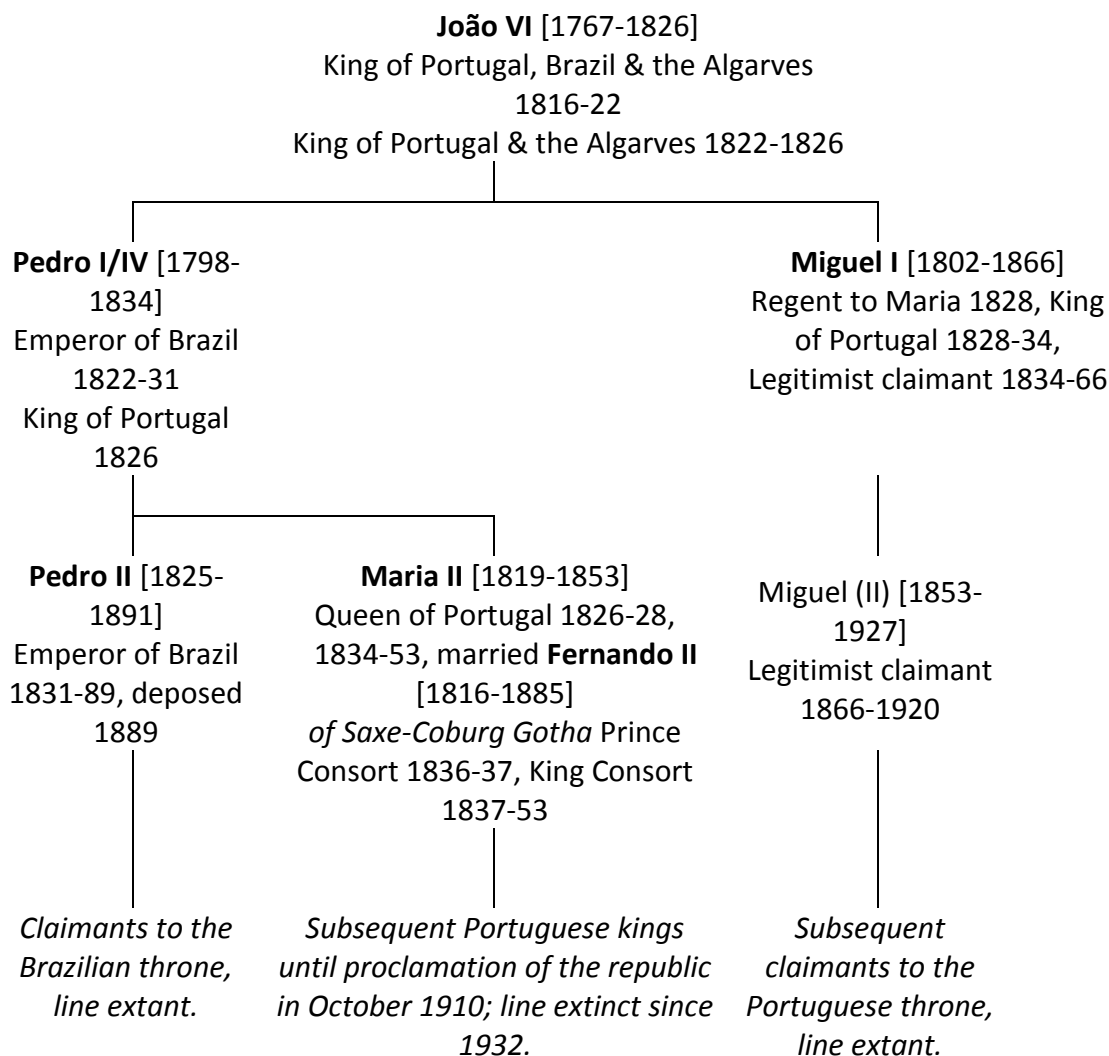 João VI [1767-1826]
King of Portugal, Brazil & the Algarves
1816-22
King of Portugal & the Algarves 1822-1826
Pedro I/IV [1798-
1834]
Emperor of Brazil
1822-31
King of Portugal
1826
Miguel I [1802-1866]
Regent to Maria 1828, King
of Portugal 1828-34,
Legitimist claimant 1834-66
Pedro II [1825-
1891]
Emperor of Brazil
1831-89, deposed
1889
Maria II [1819-1853]
Queen of Portugal 1826-28,
1834-53, married Fernando II
[1816-1885]
of Saxe-Coburg Gotha Prince
Consort 1836-37, King Consort
1837-53
Miguel (II) [1853-
1927]
Legitimist claimant
1866-1920
Claimants to the
Brazilian throne,
line extant.
Subsequent Portuguese kings
until proclamation of the republic
in October 1910; line extinct since
1932.
Subsequent
claimants to the
Portuguese throne,
line extant.